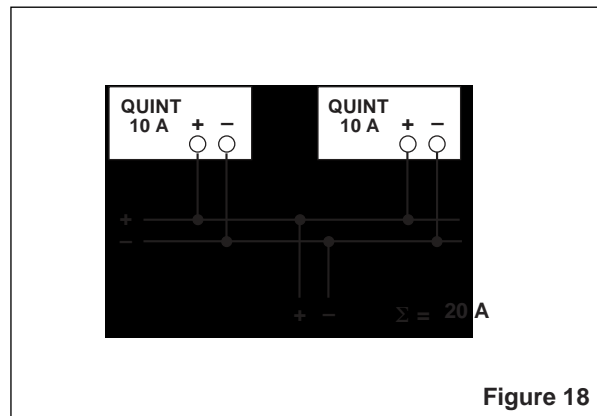 QUINT
10 A + −
QUINT
10 A + −
+
−
+ − Σ = 20 A
Figure 18